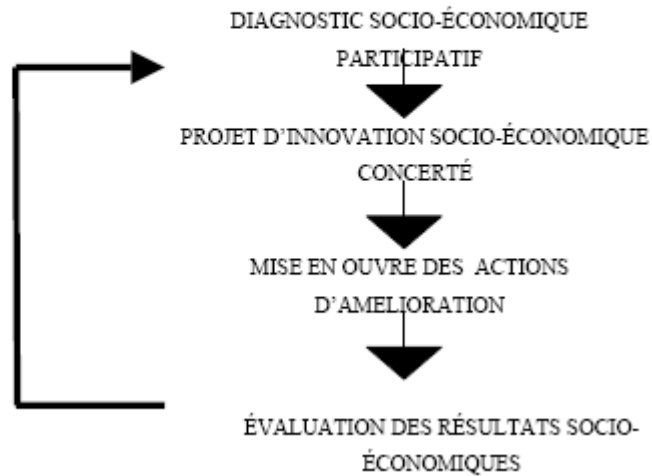 DIAGNOSTIC SOCIO-ÉCONOMIQUE
PARTICIPATIF
PROJET D'INNOVATION SOCIO-ÉCONOMIQUE
CONCERTÉ
MISE EN OUVRE DES ACTIONS
D'AMELIORATION
ÉVALUATION DES RÉSULTATS SOCIO-
ÉCONOMIQUES